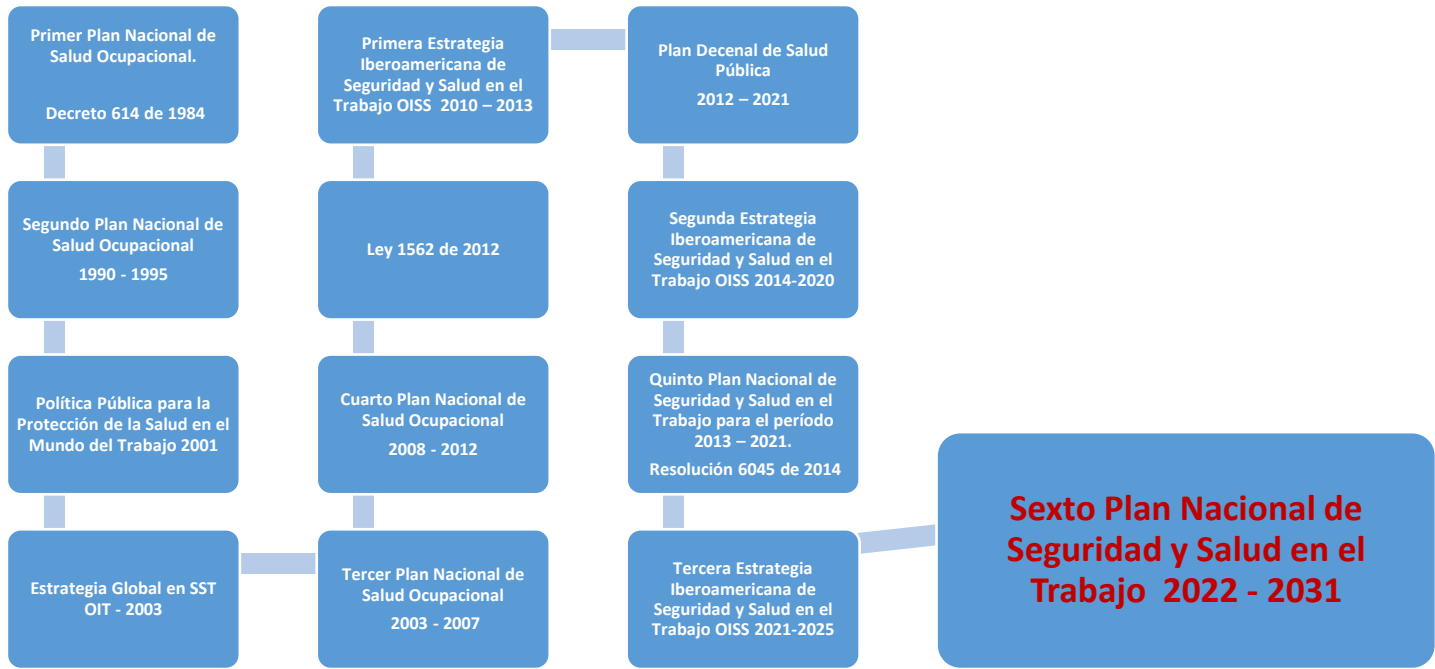 Primer Plan Nacional de
Salud Ocupacional.
Decreto 614 de 1984
Segundo Plan Nacional de
Salud Ocupacional
1990 - 1995
Política Pública para la
Protección de la Salud en el
Mundo del Trabajo 2001
Estrategia Global en SST
OIT - 2003
Tercer Plan Nacional de
Salud Ocupacional
2003 - 2007
Cuarto Plan Nacional de
Salud Ocupacional
2008 - 2012
Ley 1562 de 2012
Primera Estrategia
Iberoamericana de
Seguridad y Salud en el
Trabajo OISS 2010 – 2013
Plan Decenal de Salud
Pública
2012 – 2021
Segunda Estrategia
Iberoamericana de
Seguridad y Salud en el
Trabajo OISS 2014-2020
Quinto Plan Nacional de
Seguridad y Salud en el
Trabajo para el período
2013 – 2021.
Resolución 6045 de 2014
Tercera Estrategia
Iberoamericana de
Seguridad y Salud en el
Trabajo OISS 2021-2025
Sexto Plan Nacional de
Seguridad y Salud en el
Trabajo 2022 - 2031